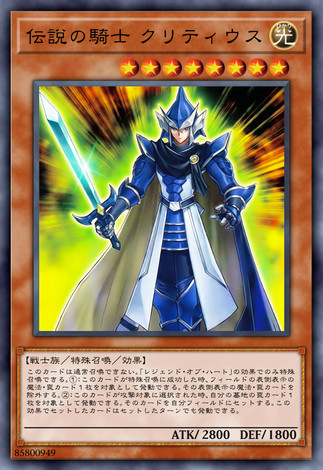 伝説の騎士 クリティウス
光
【戦士族／特殊召喚／効果】
このカードは通常召喚できない。「レジェンド・オブ・ハート」の効果でのみ特殊
召喚できる。①：このカードが特殊召喚に成功した時、フィールドの表側表示の
魔法・罠カード１枚を対象として発動できる。その表側表示の魔法・罠カードを
除外する。②：このカードが攻撃対象に選択された時、自分の墓地の罠カード１
枚を対象として発動できる。そのカードを自分フィールドにセットする。この
効果でセットしたカードはセットしたターンでも発動できる。
ATK/ 2800 DEF/1800
85800949